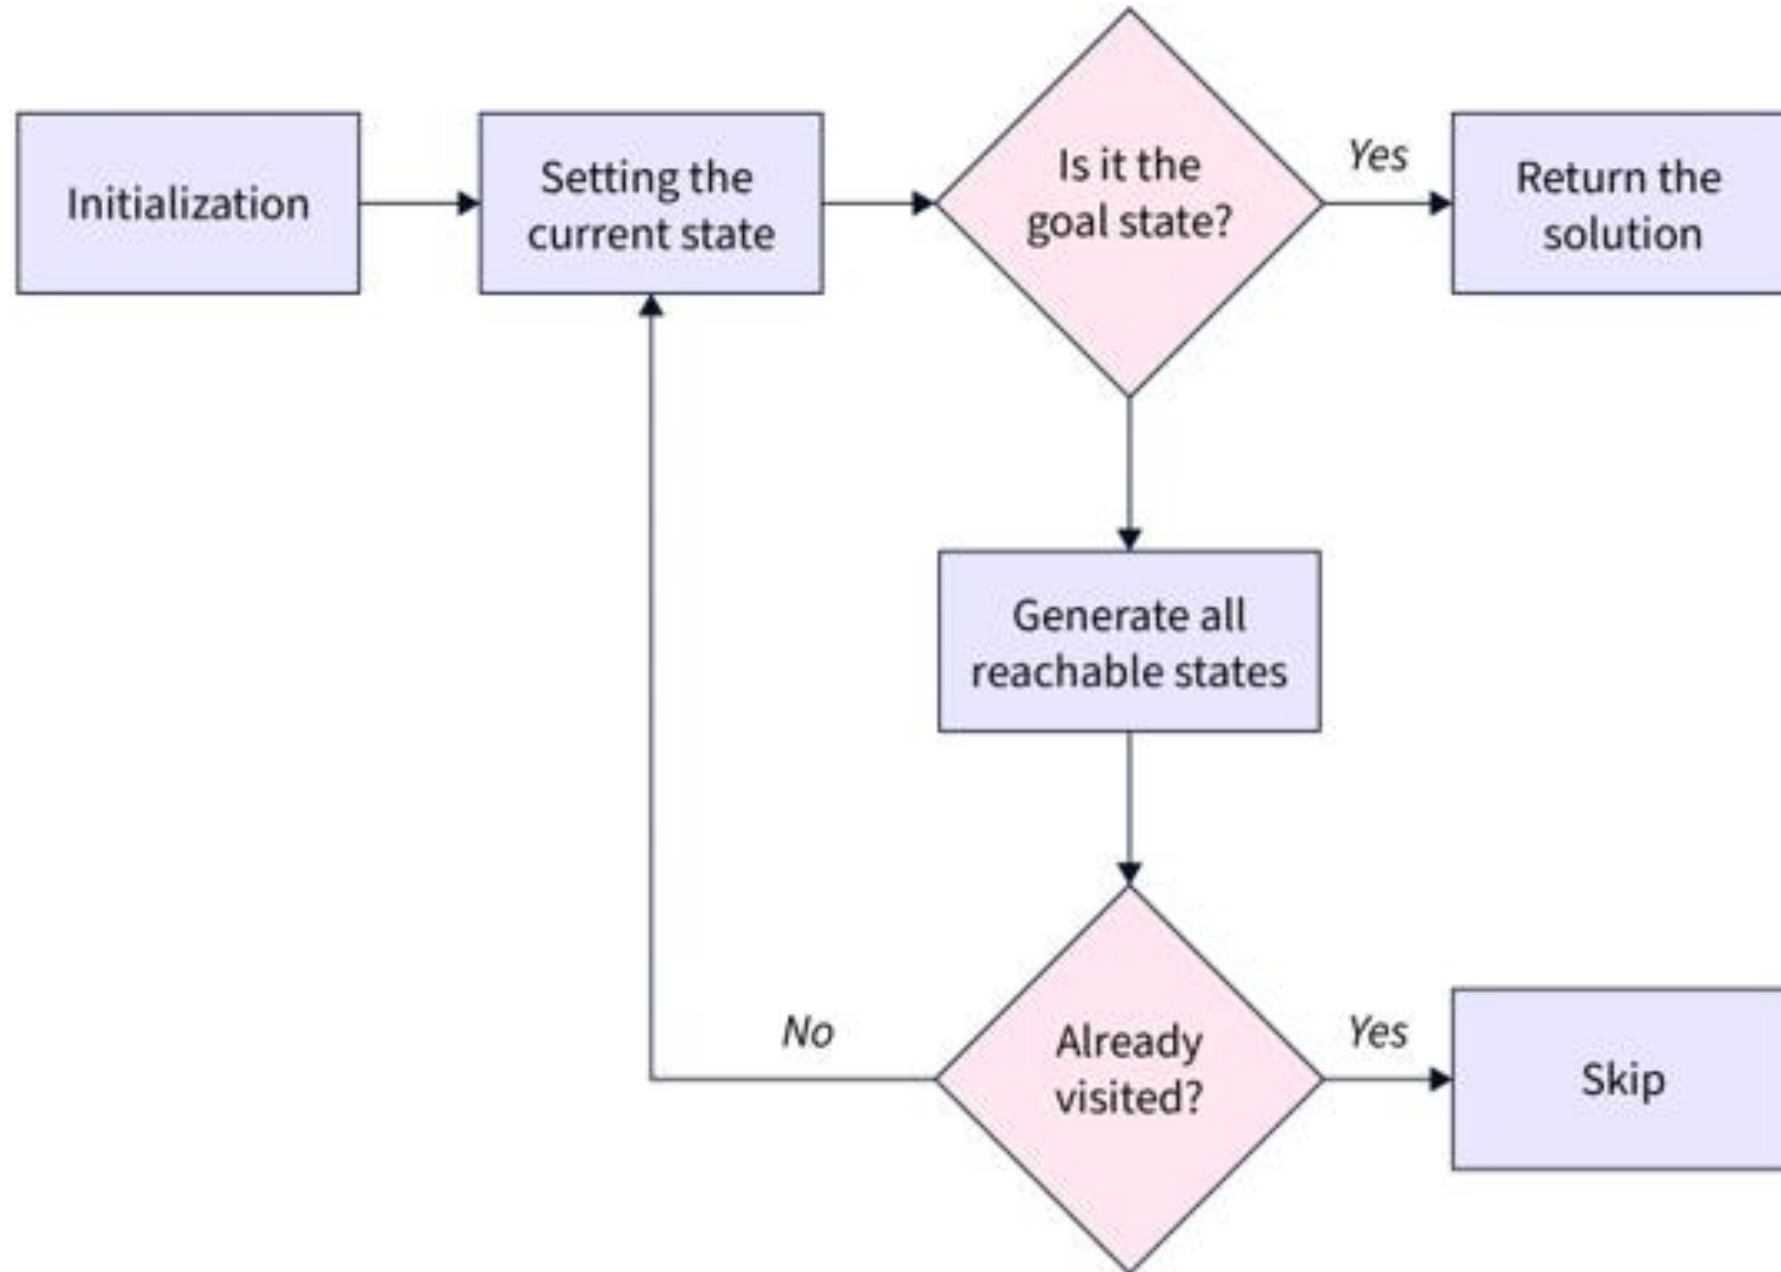 Initialization
Setting the
current state
Is it the
goal state?
Yes
Return the
solution
Generate all
reachable states
No
Already
visited?
Yes
Skip